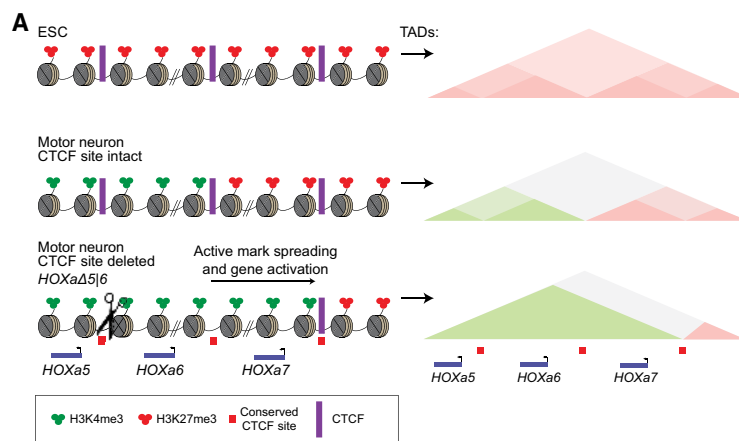 A
ESC
TADs:
Motor neuron
CTCF site intact
Motor neuron
CTCF site deleted
HOXaΔ5|6
Active mark spreading
and gene activation
HOXa5
HOXa6
HOXa7
HOXa5
HOXa6
HOXa7
H3K4me3
H3K27me3
Conserved
CTCF site
CTCF